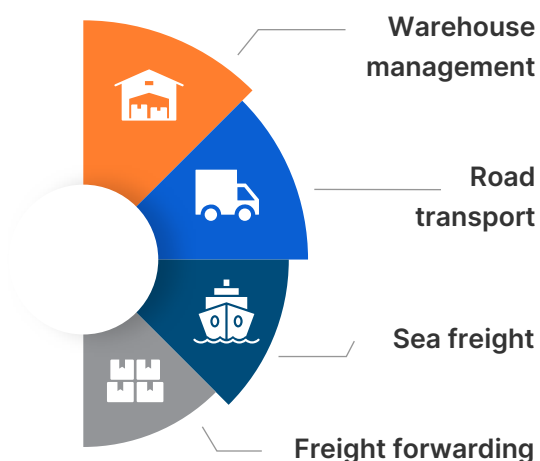 Warehouse
management
Road
transport
Sea freight
Freight forwarding